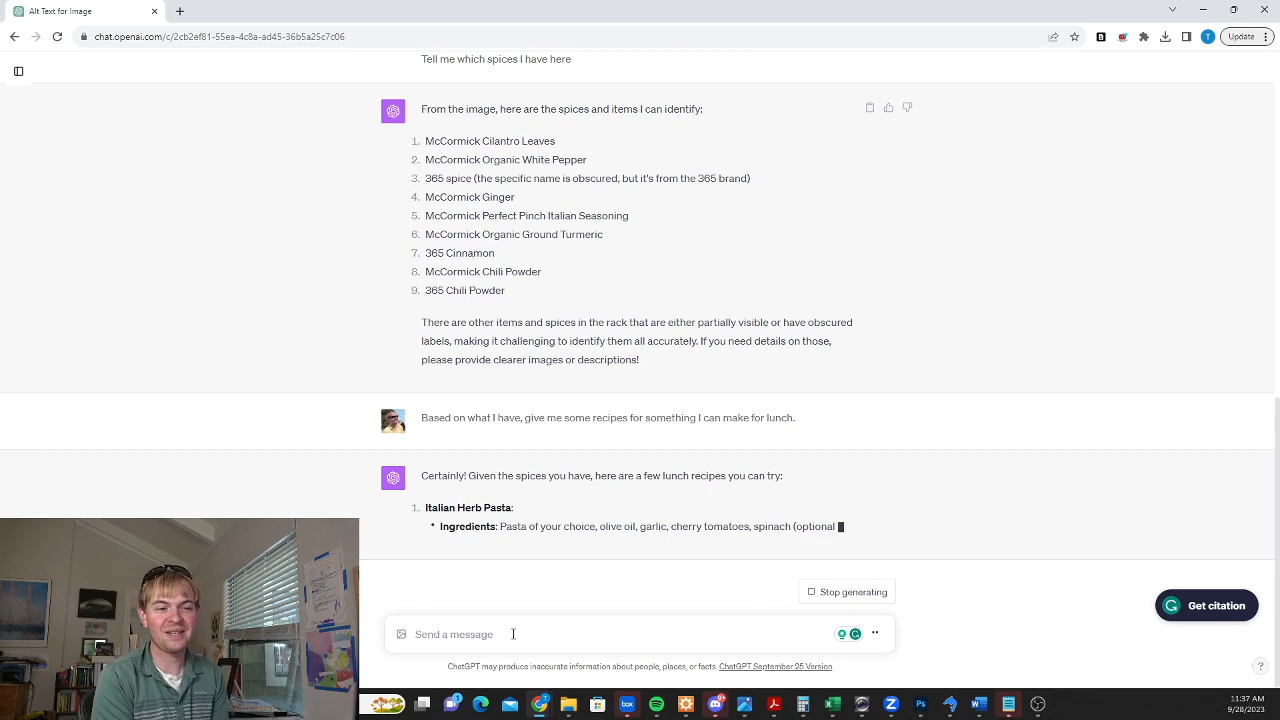 Alt Text for Image
chat.openai.com/c/2cb2ef81-55ea-4c8a-ad45-36b5a25c7c06
Update
Tell me which spices I have here
From the image, here are the spices and items I can identify:
1. McCormick Cilantro Leaves
2. McCormick Organic White Pepper
3. 365 spice (the specific name is obscured, but it's from the 365 brand)
4. McCormick Ginger
5. McCormick Perfect Pinch Italian Seasoning
6. McCormick Organic Ground Turmeric
7. 365 Cinnamon
8. McCormick Chili Powder
9. 365 Chili Powder
There are other items and spices in the rack that are either partially visible or have obscured
labels, making it challenging to identify them all accurately. If you need details on those,
please provide clearer images or descriptions!
Based on what I have, give me some recipes for something I can make for lunch.
Certainly! Given the spices you have, here are a few lunch recipes you can try:
1. Italian Herb Pasta:
• Ingredients: Pasta of your choice, olive oil, garlic, cherry tomatoes, spinach (optional
Stop generating
Get citation
Send a message
ChatGPT may produce inaccurate information about people, places, or facts. ChatGPT September 25 Version
11:37 AM
9/28/2023